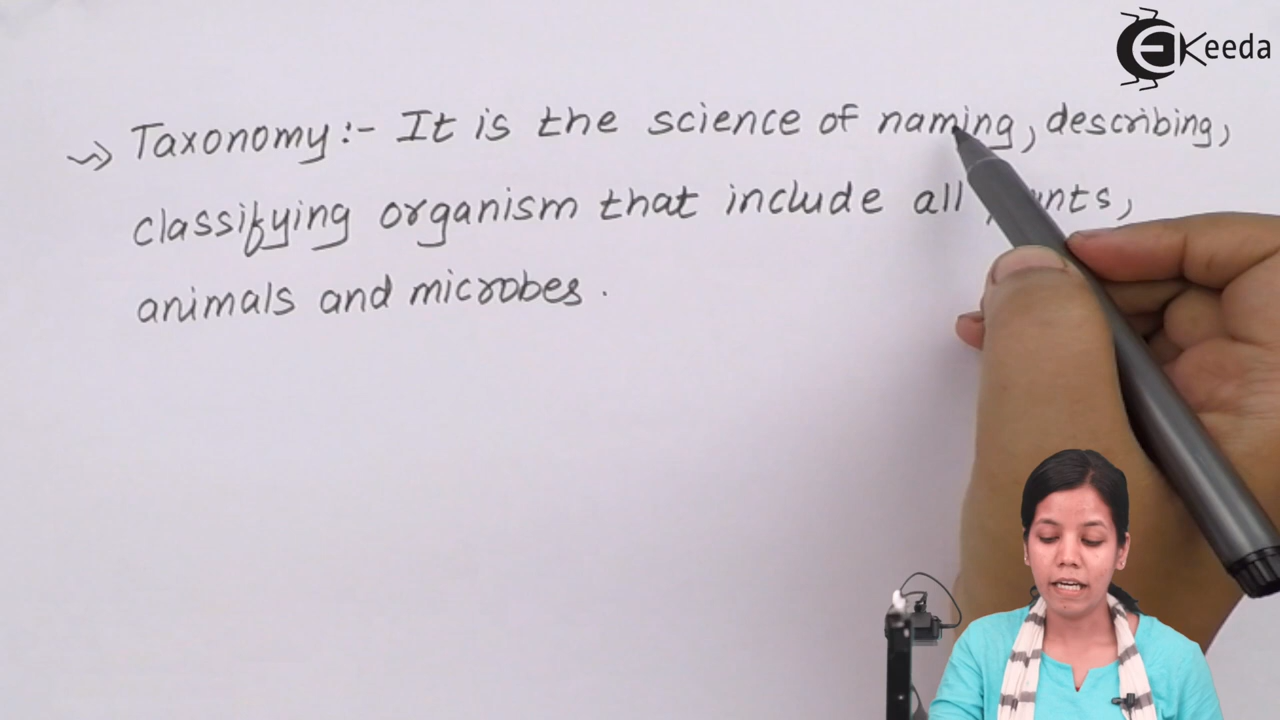 Keeda
Taxonomy:- It is the science of naming, describing,
classifying organism that include all
animals and microbes.